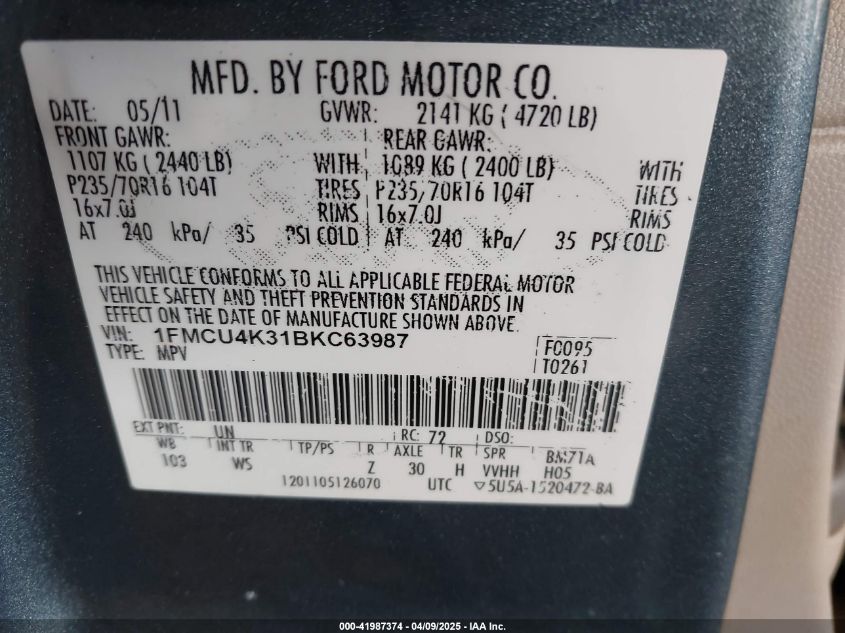 MFD. BY FORD MOTOR CO.
DATE: 05/11 GVWR: 2141 KG ( 4720 LB)
FRONT GAWR: REAR GAWR:
1107 KG ( 2440 LB) WITH 1089 KG ( 2400 LB) WITH
P235/70R16 104T TIRES P235/70R16 104T TIRES
16x7.0J RIMS 16x7.0J RIMS
AT 240 kPa/ 35 PSI COLD AT 240 kPa/ 35 PSI COLD
THIS VEHICLE CONFORMS TO ALL APPLICABLE FEDERAL MOTOR
VEHICLE SAFETY AND THEFT PREVENTION STANDARDS IN
EFFECT ON THE DATE OF MANUFACTURE SHOWN ABOVE.
VIN: 1FMCU4K31BKC63987
TYPE: MPV
F0095
T0261
EXT PNT: UN RC: 72 DSO:
WB INT TR TP/PS R AXLE TR SPR BM71A
103 WS Z 30 H VVHH H05
1201105126070 UTC ▽5U5A-1520472-BA
000-41987374 | 04/09/2025 - IAA Inc.